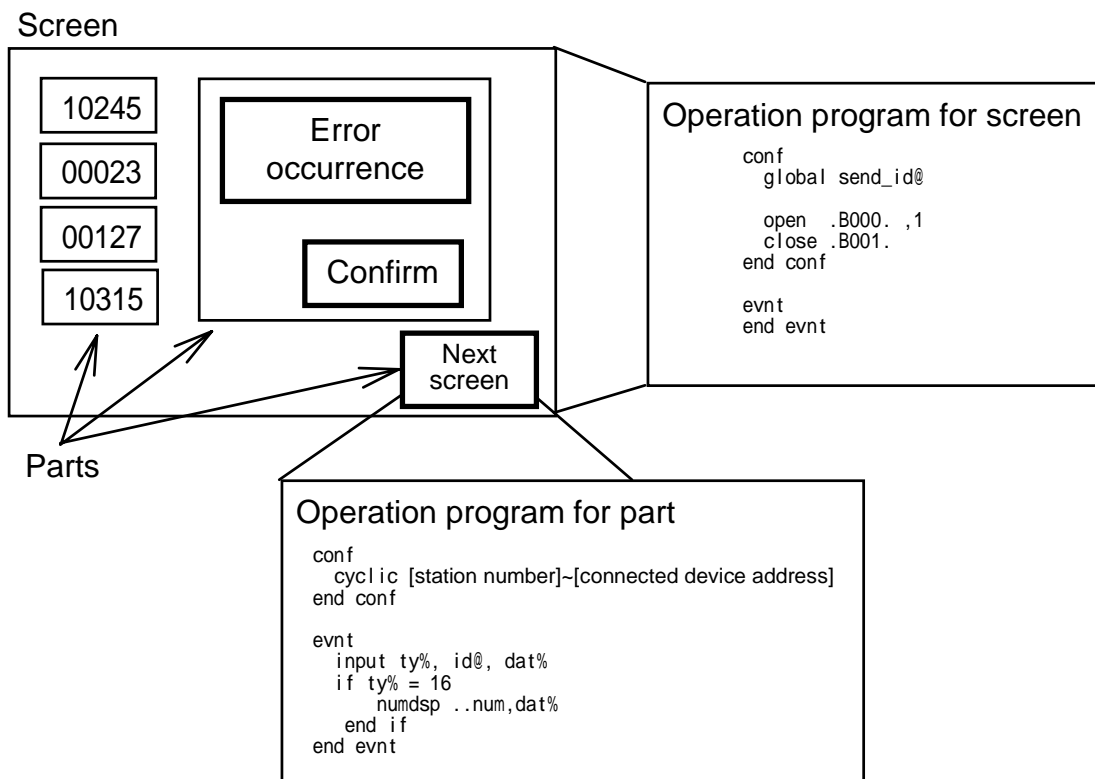 Screen
10245
00023
00127
10315
Error
occurrence
Confirm
Next
screen
Parts
Operation program for screen
conf
global send_id@
open .B000. ,1
close .B001.
end conf
evnt
end evnt
Operation program for part
conf
cyclic [station number]~[connected device address]
end conf
evnt
input ty%, id@, dat%
if ty% = 16
numdsp ..num,dat%
end if
end evnt